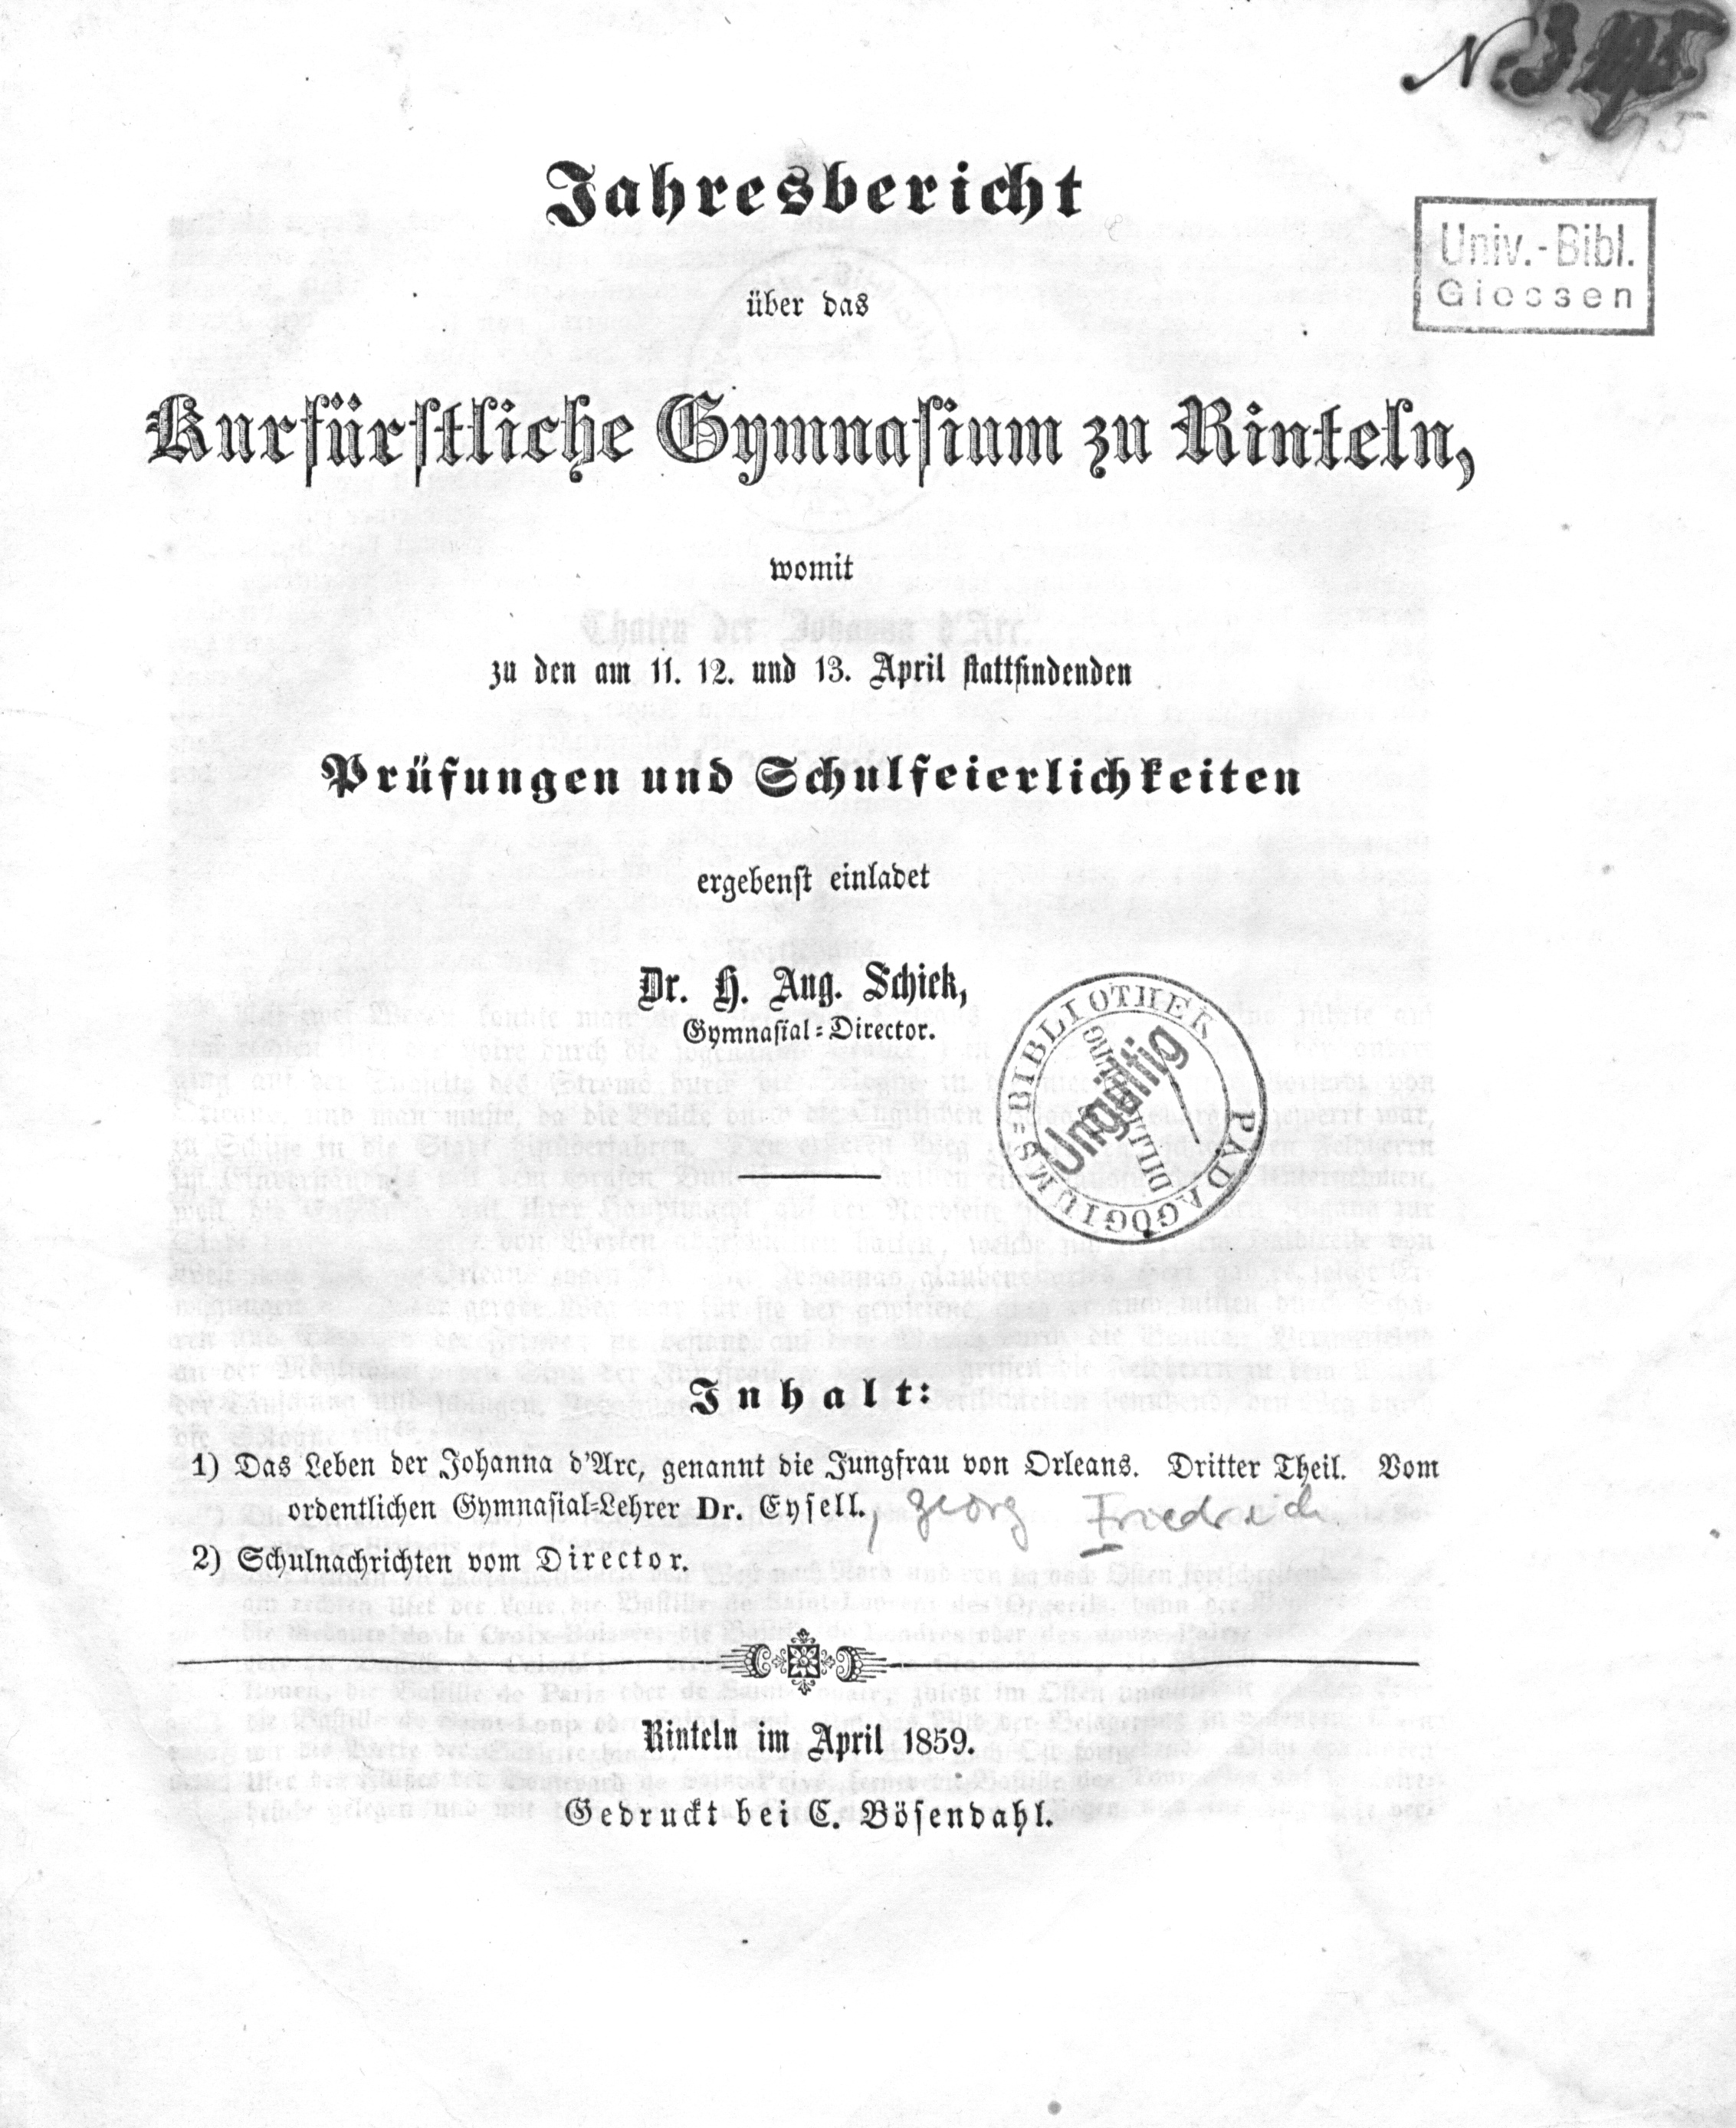 Jahresbericht
Univ.-Bibl.
Giessen
über das
Kurfürstliche Gymnasium zu Rinteln,
womit
zu den am 11. 12. und 13. April stattfindenden
Prüfungen und Schulfeierlichkeiten
ergebenst einladet
Dr. H. Aug. Schiek,
Gymnasial-Director.
BIBLIOTHEK
PÄDAGOGIUMS-
Ungültig
Inhalt:
1) Das Leben der Johanna d'Arc, genannt die Jungfrau von Orleans. Dritter Theil. Vom
ordentlichen Gymnasial-Lehrer Dr. Eysell., Georg Friedrich
2) Schulnachrichten vom Director.
Rinteln im April 1859.
Gedruckt bei C. Bösendahl.